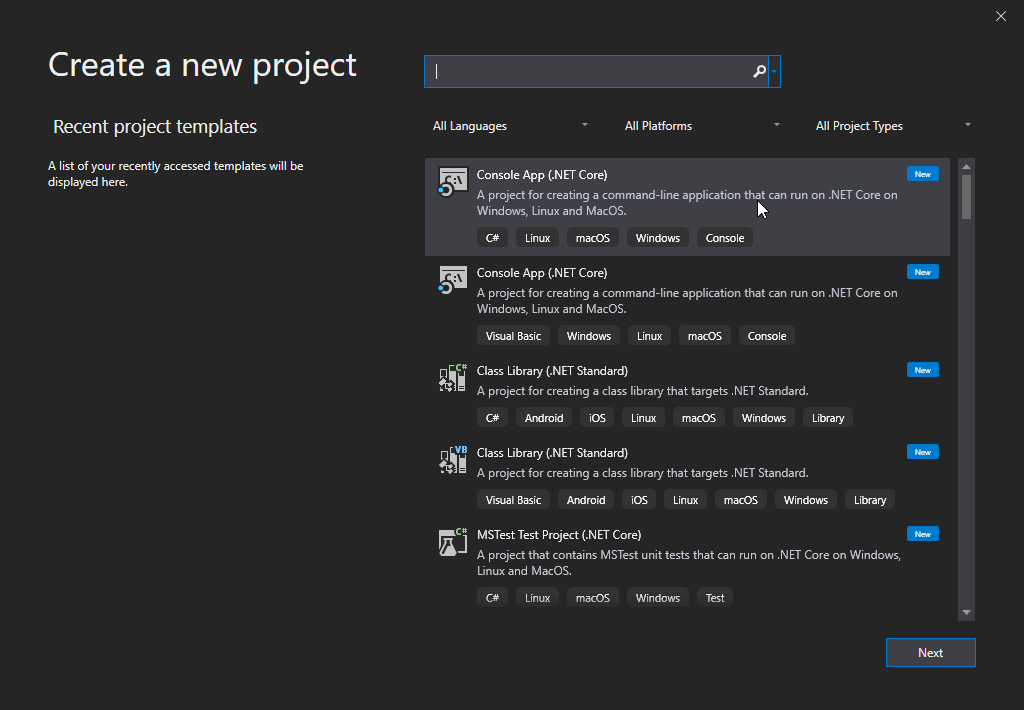 Create a new project
Recent project templates
A list of your recently accessed templates will be
displayed here.
All Languages
All Platforms
All Project Types
Console App (.NET Core)
New
A project for creating a command-line application that can run on .NET Core on
Windows, Linux and MacOS.
C# Linux macOS Windows Console
Console App (.NET Core)
New
A project for creating a command-line application that can run on .NET Core on
Windows, Linux and MacOS.
Visual Basic Windows Linux macOS Console
Class Library (.NET Standard)
New
A project for creating a class library that targets .NET Standard.
C# Android iOS Linux macOS Windows Library
Class Library (.NET Standard)
New
A project for creating a class library that targets .NET Standard.
Visual Basic Android iOS Linux macOS Windows Library
MSTest Test Project (.NET Core)
New
A project that contains MSTest unit tests that can run on .NET Core on Windows,
Linux and MacOS.
C# Linux macOS Windows Test
Next